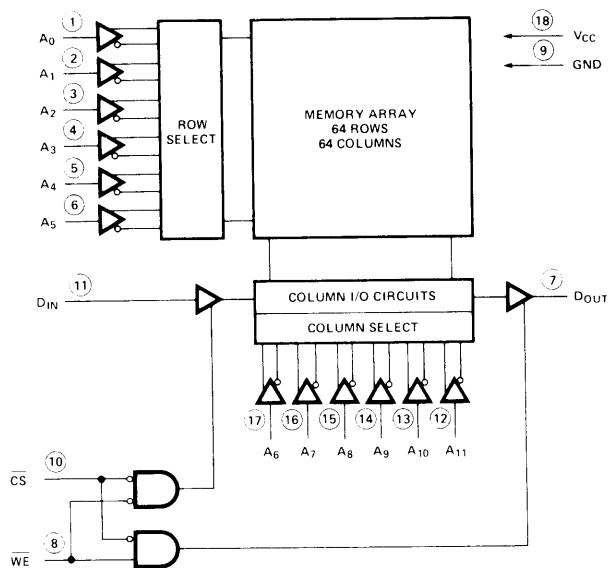 1
A0
2
A1
3
A2
4
A3
5
A4
6
A5
ROW
SELECT
MEMORY ARRAY
64 ROWS
64 COLUMNS
18
VCC
9
GND
11
DIN
COLUMN I/O CIRCUITS
COLUMN SELECT
7
DOUT
17 16 15 14 13 12
A6 A7 A8 A9 A10 A11
10
CS
8
WE